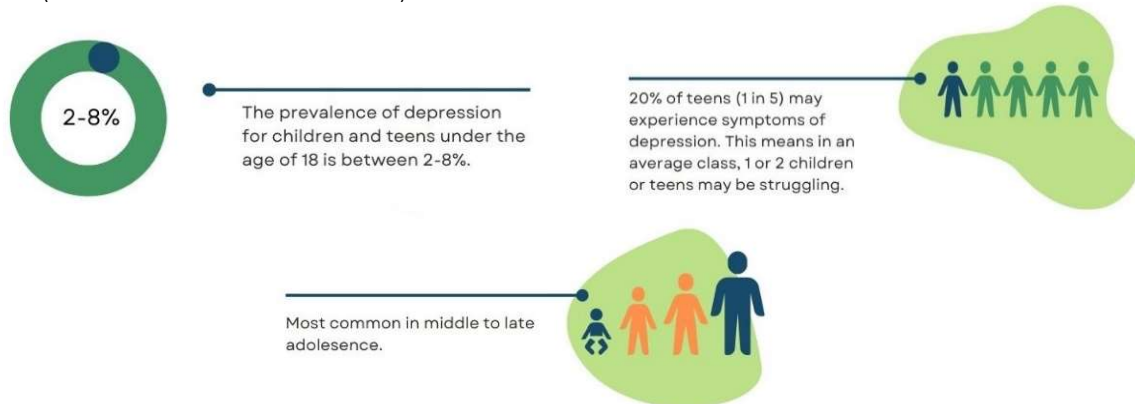 2-8%
The prevalence of depression
for children and teens under the
age of 18 is between 2-8%.
20% of teens (1 in 5) may
experience symptoms of
depression. This means in an
average class, 1 or 2 children
or teens may be struggling.
Most common in middle to late
adolesence.